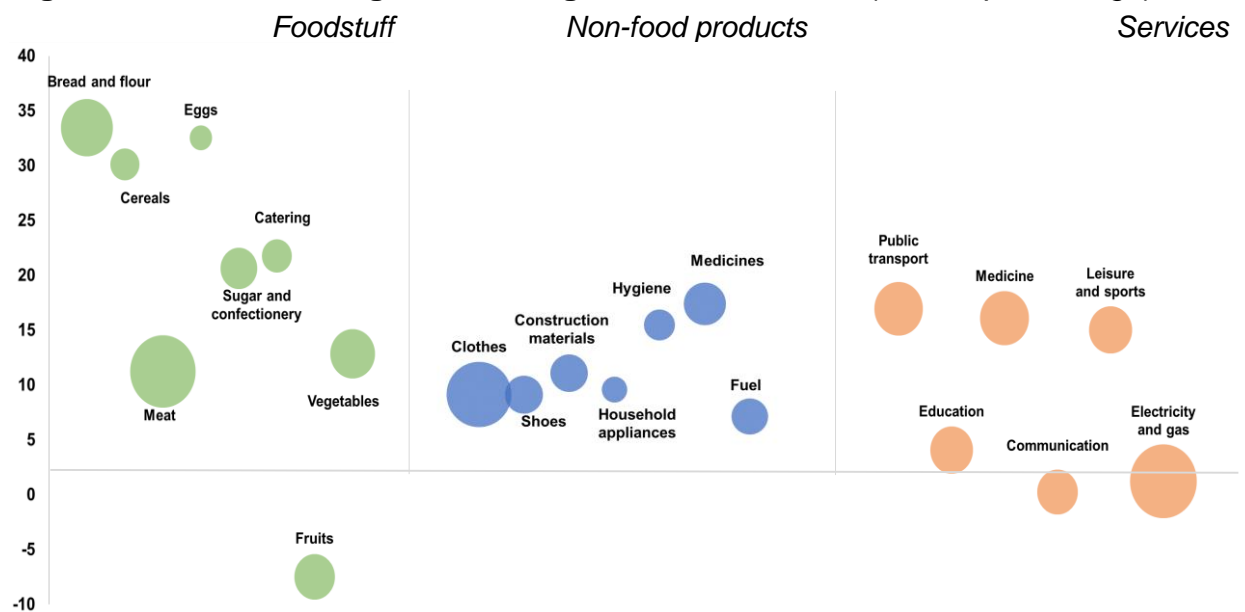 Foodstuff
Non-food products
Services
40
35
30
25
20
15
10
5
0
-5
-10
Bread and flour
Eggs
Cereals
Catering
Sugar and
confectionery
Meat
Vegetables
Fruits
Clothes
Shoes
Construction
materials
Household
appliances
Hygiene
Medicines
Fuel
Public
transport
Medicine
Leisure
and sports
Education
Communication
Electricity
and gas